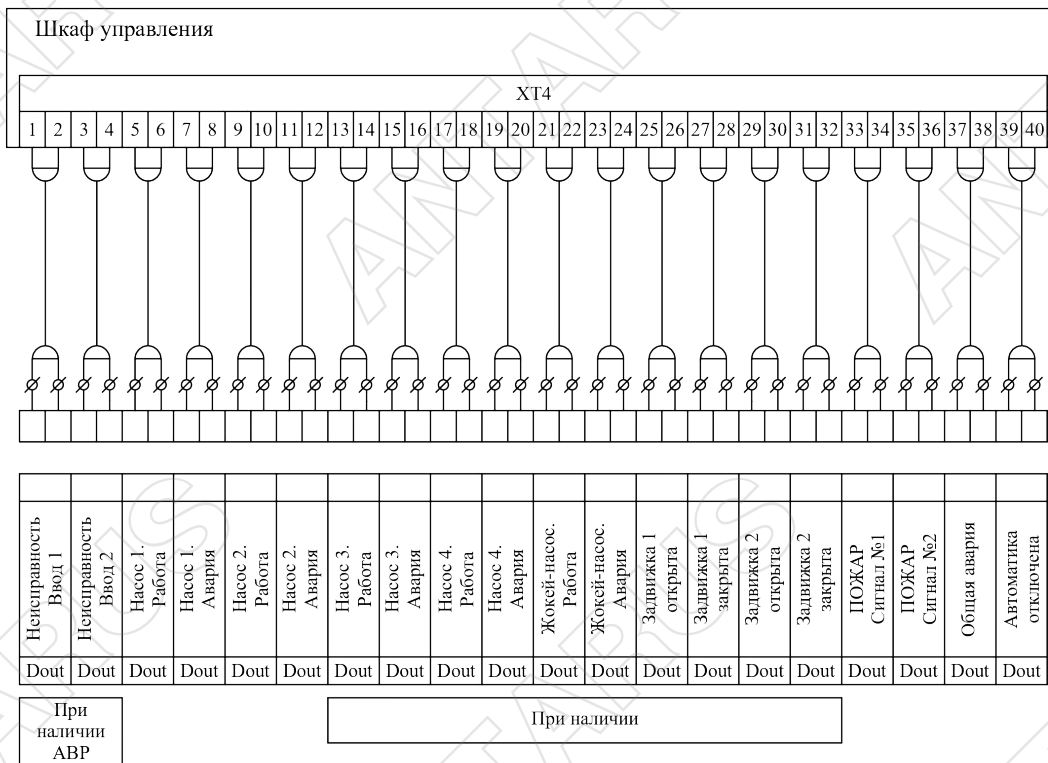 Шкаф управления
XT4
1 2 3 4 5 6 7 8 9 10 11 12 13 14 15 16 17 18 19 20 21 22 23 24 25 26 27 28 29 30 31 32 33 34 35 36 37 38 39 40
Неисправность
Ввод 1
Неисправность
Ввод 2
Насос 1.
Работа
Насос 1.
Авария
Насос 2.
Работа
Насос 2.
Авария
Насос 3.
Работа
Насос 3.
Авария
Насос 4.
Работа
Насос 4.
Авария
Жокей-насос.
Работа
Жокей-насос.
Авария
Задвижка 1
открыта
Задвижка 1
закрыта
Задвижка 2
открыта
Задвижка 2
закрыта
ПОЖАР
Сигнал №1
ПОЖАР
Сигнал №2
Общая авария
Автоматика
отключена
Dout Dout Dout Dout Dout Dout Dout Dout Dout Dout Dout Dout Dout Dout Dout Dout Dout Dout Dout Dout
При
наличии
АВР
При наличии
ANTARUS